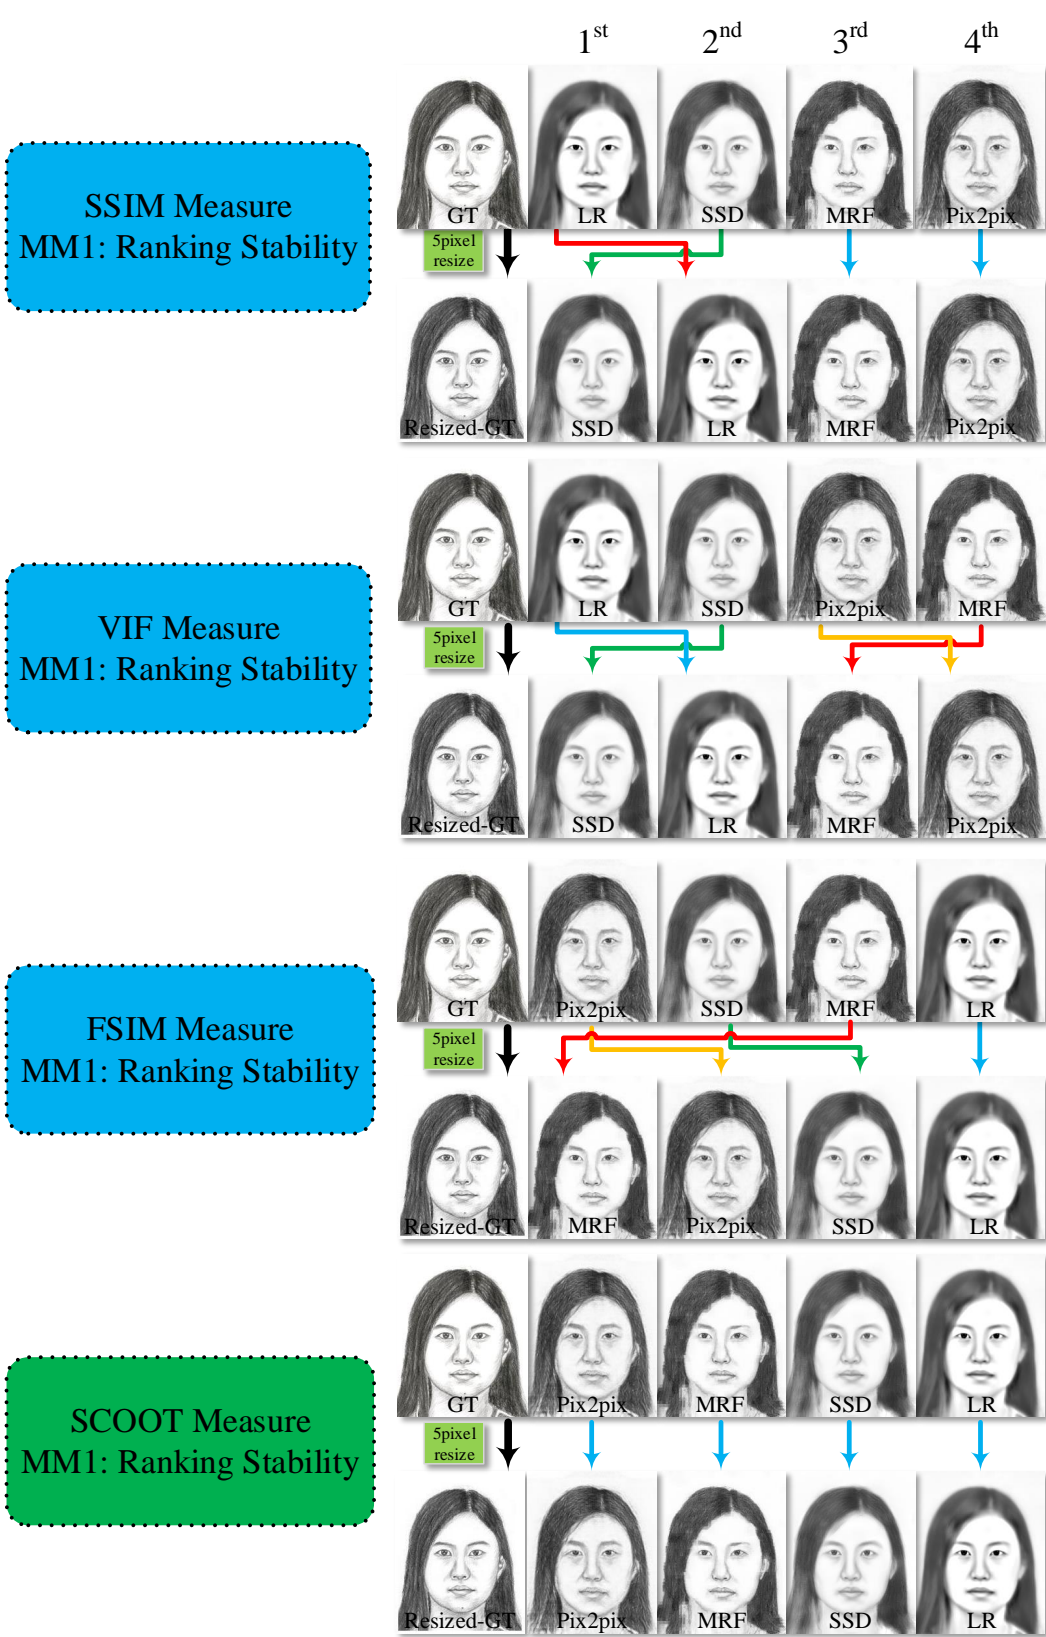 1st 2nd 3rd 4th
SSIM Measure
MM1: Ranking Stability
GT LR SSD MRF Pix2pix
5pixel
resize
Resized-GT SSD LR MRF Pix2pix
VIF Measure
MM1: Ranking Stability
GT LR SSD Pix2pix MRF
5pixel
resize
Resized-GT SSD LR MRF Pix2pix
FSIM Measure
MM1: Ranking Stability
GT Pix2pix SSD MRF LR
5pixel
resize
Resized-GT MRF Pix2pix SSD LR
SCOOT Measure
MM1: Ranking Stability
GT Pix2pix MRF SSD LR
5pixel
resize
Resized-GT Pix2pix MRF SSD LR